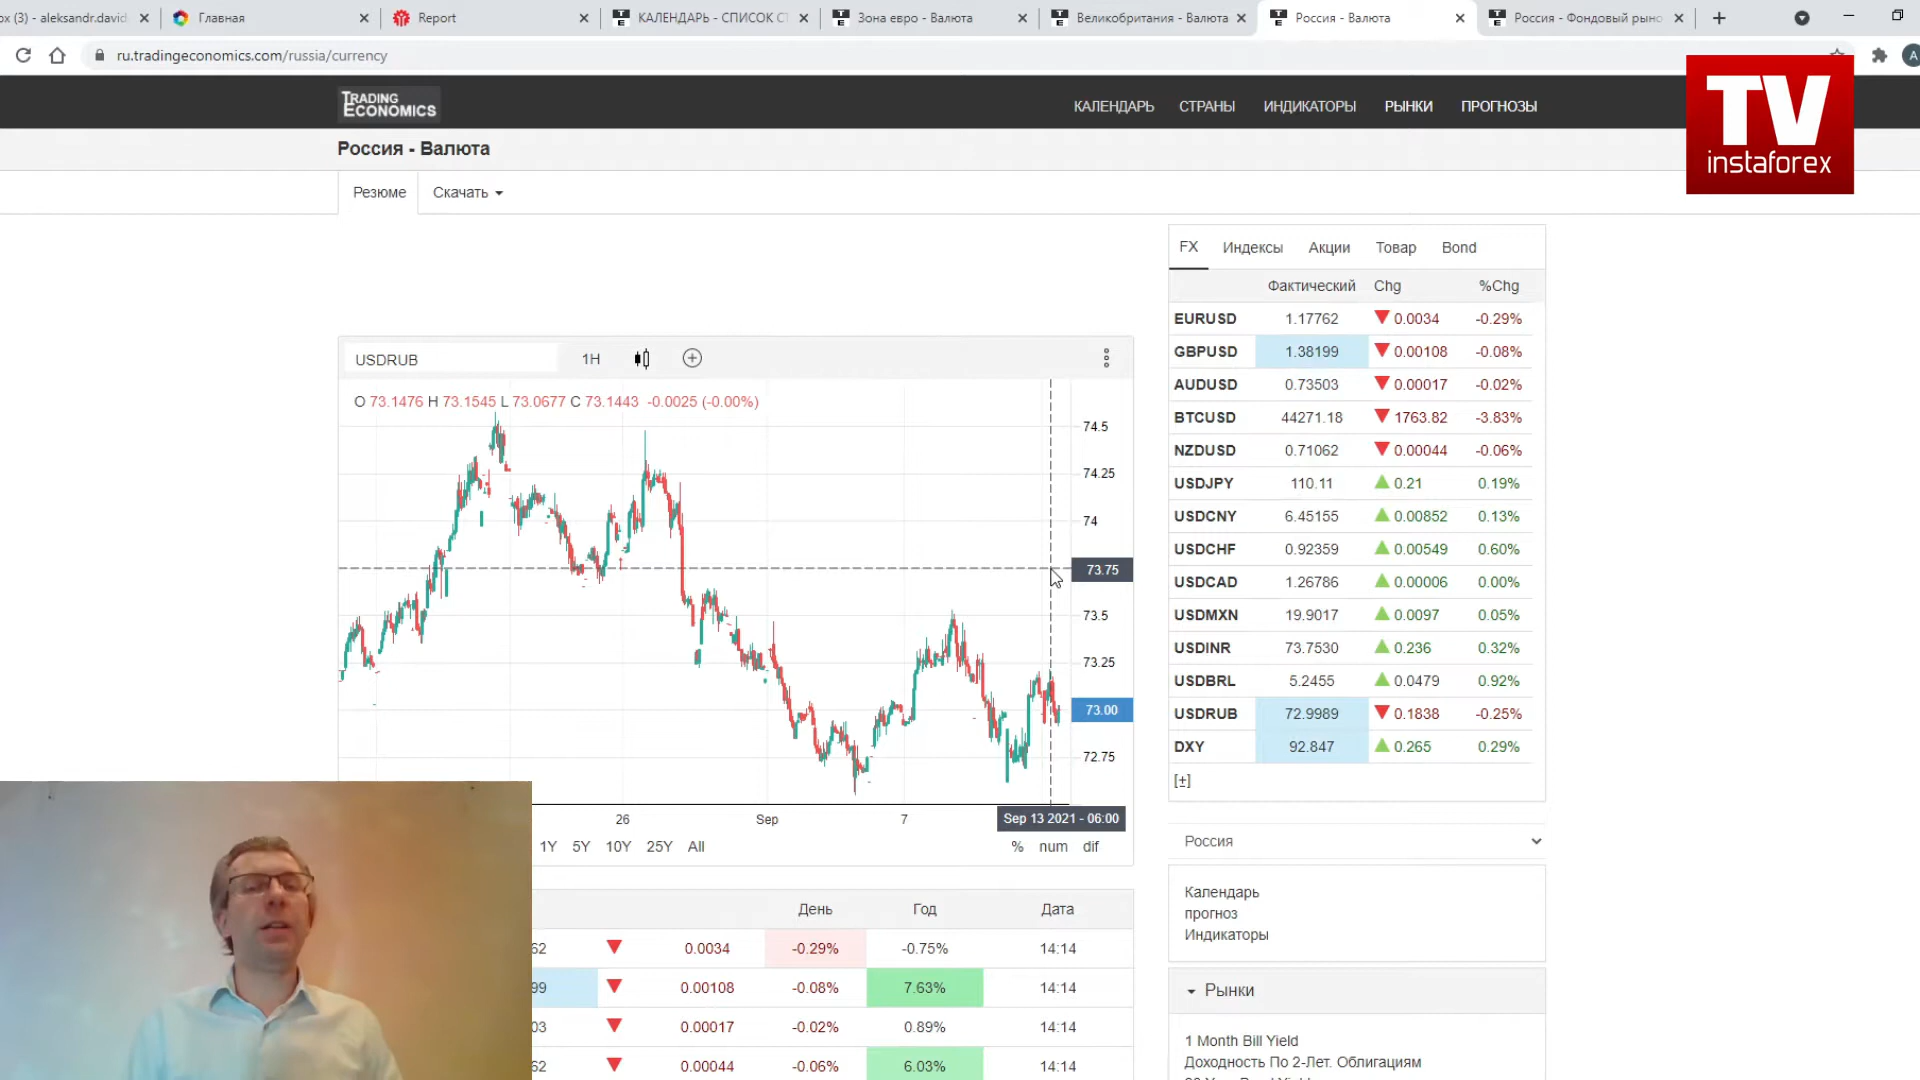 ox (3) - aleksandr.david
Главная
Report
КАЛЕНДАРЬ - СПИСОК СТ
Зона евро - Валюта
Великобритания - Валюта
Россия - Валюта
Россия - Фондовый рыно
ru.tradingeconomics.com/russia/currency
A
TRADING
ECONOMICS
КАЛЕНДАРЬ СТРАНЫ ИНДИКАТОРЫ РЫНКИ ПРОГНОЗЫ
TV
instaforex
Россия - Валюта
Резюме Скачать
FX Индексы Акции Товар Bond
Фактический Chg %Chg
EURUSD 1.17762 0.0034 -0.29%
GBPUSD 1.38199 0.00108 -0.08%
AUDUSD 0.73503 0.00017 -0.02%
BTCUSD 44271.18 1763.82 -3.83%
NZDUSD 0.71062 0.00044 -0.06%
USDJPY 110.11 0.21 0.19%
USDCNY 6.45155 0.00852 0.13%
USDCHF 0.92359 0.00549 0.60%
USDCAD 1.26786 0.00006 0.00%
USDMXN 19.9017 0.0097 0.05%
USDINR 73.7530 0.236 0.32%
USDBRL 5.2455 0.0479 0.92%
USDRUB 72.9989 0.1838 -0.25%
DXY 92.847 0.265 0.29%
[±]
USDRUB 1H
O 73.1476 H 73.1545 L 73.0677 C 73.1443 -0.0025 (-0.00%)
74.5
74.25
74
73.75
73.5
73.25
73.00
72.75
26 Sep 7 Sep 13 2021 - 06:00
1Y 5Y 10Y 25Y All % num dif
День Год Дата
62 0.0034 -0.29% -0.75% 14:14
99 0.00108 -0.08% 7.63% 14:14
03 0.00017 -0.02% 0.89% 14:14
62 0.00044 -0.06% 6.03% 14:14
Россия
Календарь
прогноз
Индикаторы
Рынки
1 Month Bill Yield
Доходность По 2-Лет. Облигациям